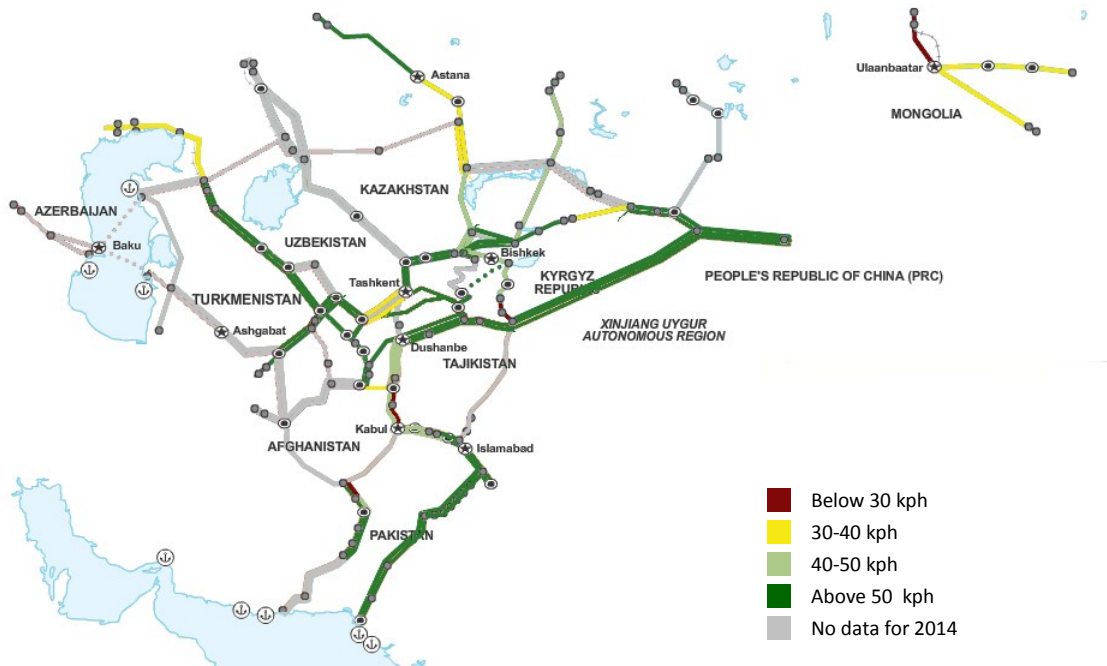 Astana
Ulaanbaatar
MONGOLIA
KAZAKHSTAN
AZERBAIJAN
Baku
UZBEKISTAN
Bishkek
Tashkent
KYRGYZ
REPUBLIC
PEOPLE'S REPUBLIC OF CHINA (PRC)
TURKMENISTAN
XINJIANG UYGUR
AUTONOMOUS REGION
Ashgabat
Dushanbe
TAJIKISTAN
Kabul
AFGHANISTAN
Islamabad
PAKISTAN
Below 30 kph
30-40 kph
40-50 kph
Above 50 kph
No data for 2014